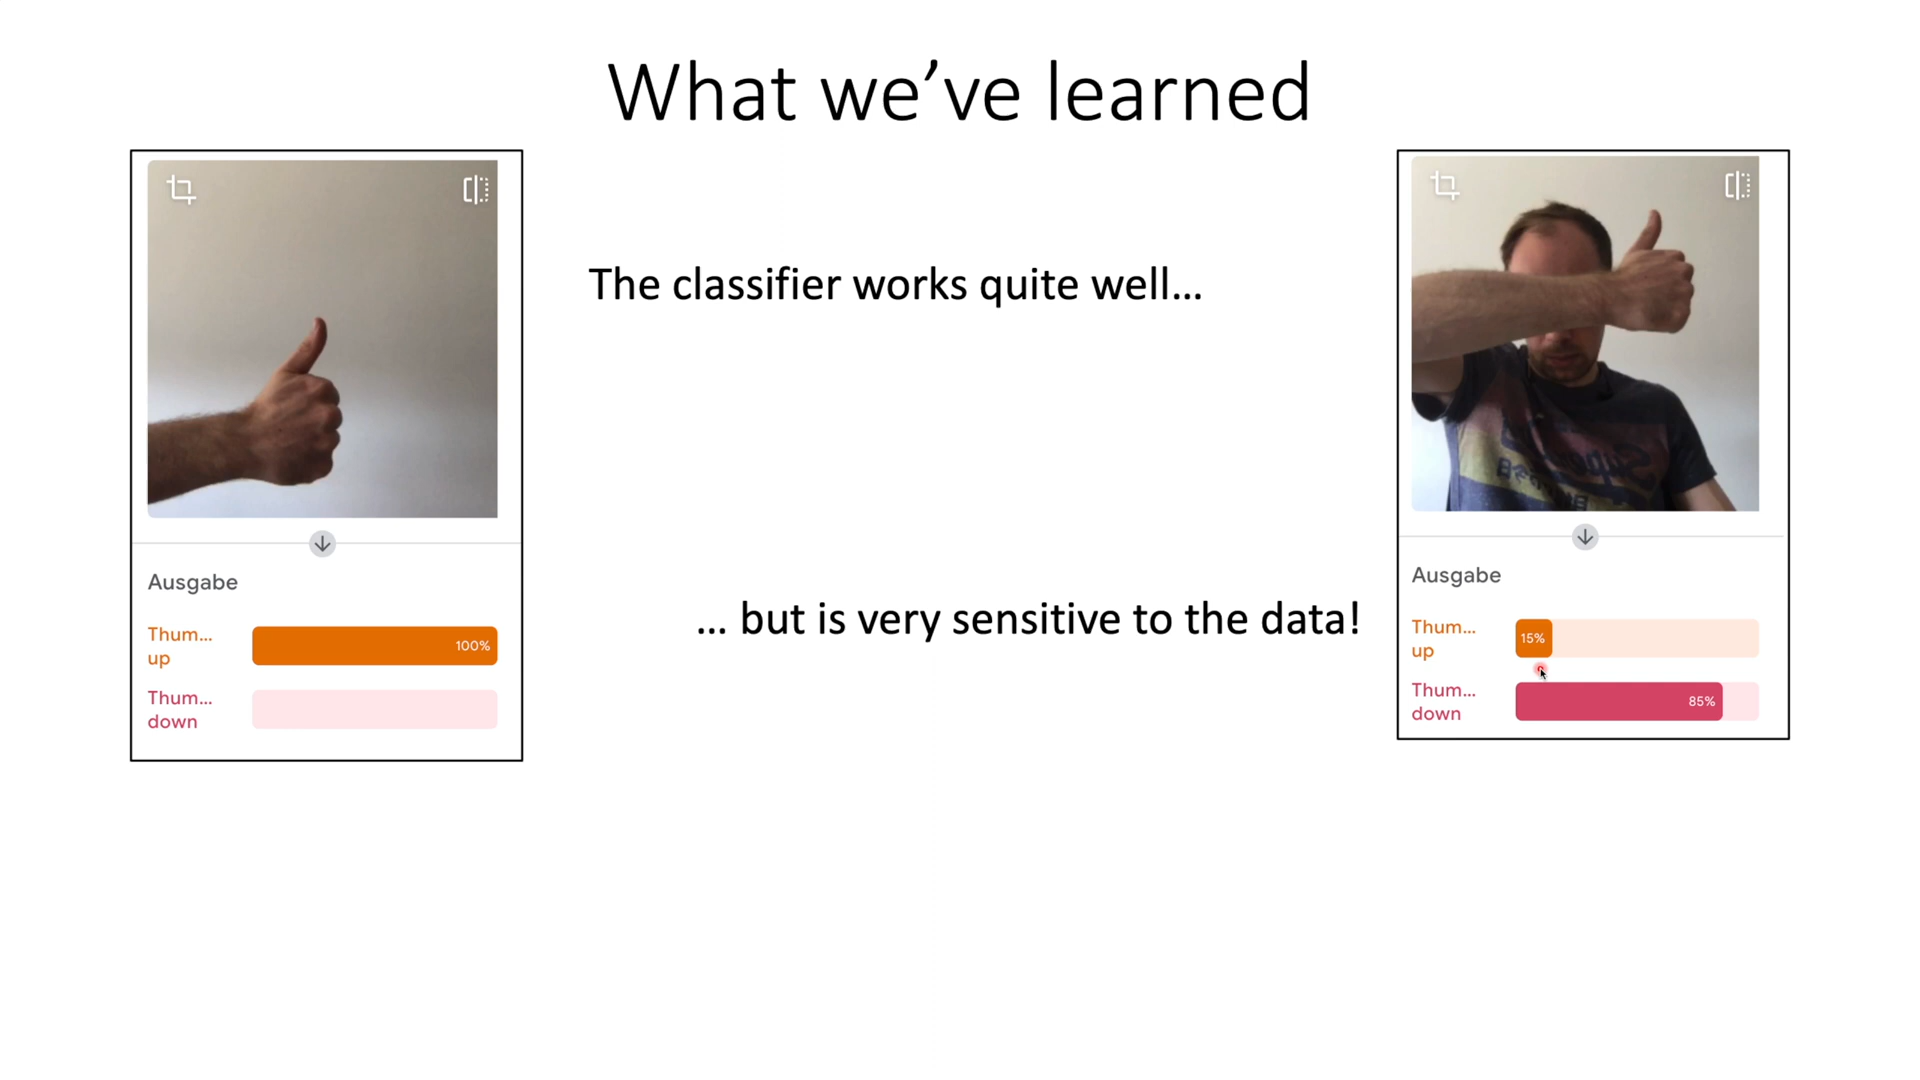 What we’ve learned
The classifier works quite well...
... but is very sensitive to the data!
Ausgabe
Thum...
up
100%
Thum...
down
Ausgabe
Thum...
up
15%
Thum...
down
85%